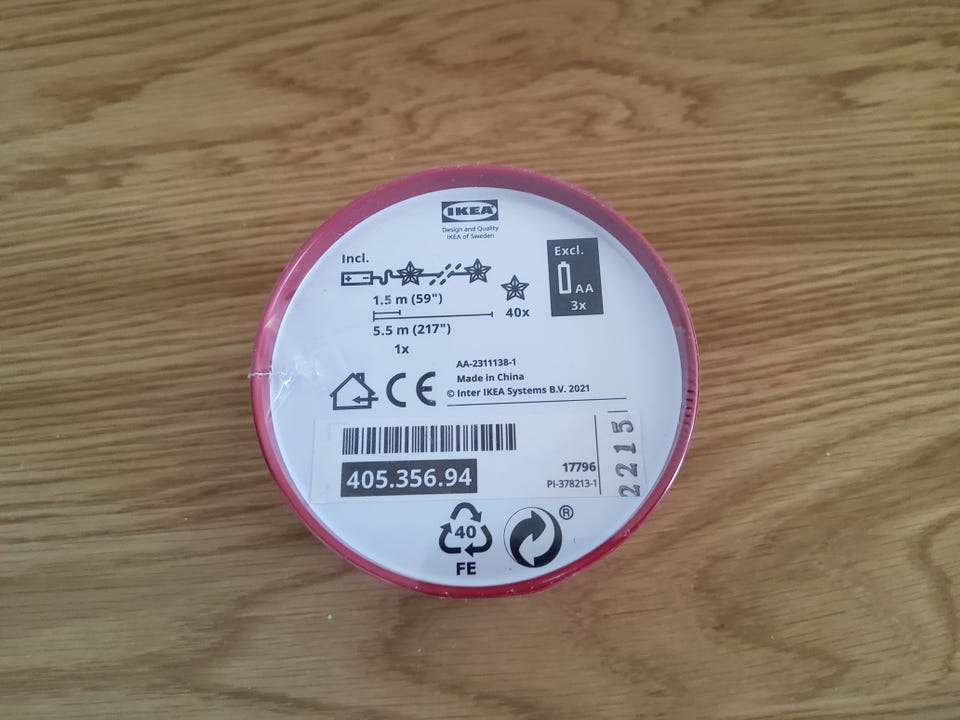 IKEA
Design and Quality
IKEA of Sweden
Incl.
1.5 m (59")
5.5 m (217")
1x
40x
Excl.
AA
3x
AA-2311138-1
Made in China
© Inter IKEA Systems B.V. 2021
CE
405.356.94
17796
PI-378213-1
2215
40
FE
®